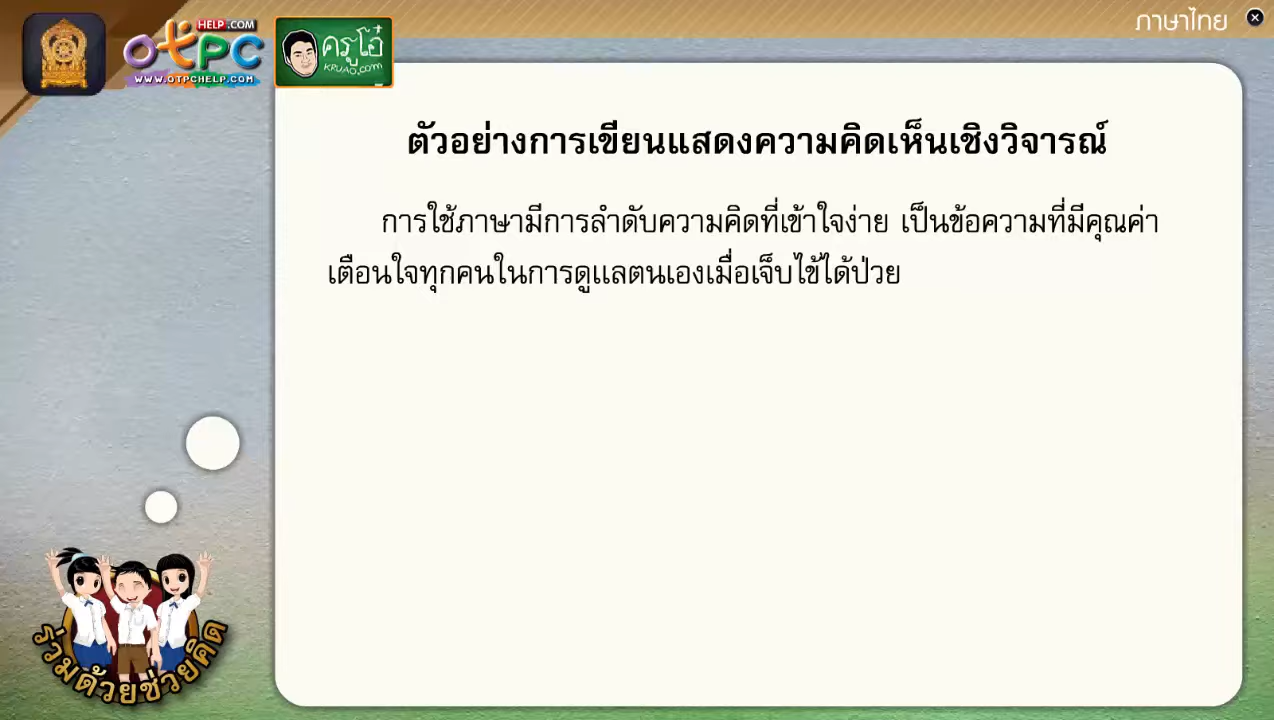 ภาษาไทย
HELP.COM
OTPC
WWW.OTPCHELP.COM
ครูโอ๋
KRUAO.COM
ตัวอย่างการเขียนแสดงความคิดเห็นเชิงวิจารณ์
การใช้ภาษามีการลำดับความคิดที่เข้าใจง่าย เป็นข้อความที่มีคุณค่า
เตือนใจทุกคนในการดูแลตนเองเมื่อเจ็บไข้ได้ป่วย
ร่วมด้วยช่วยคิด